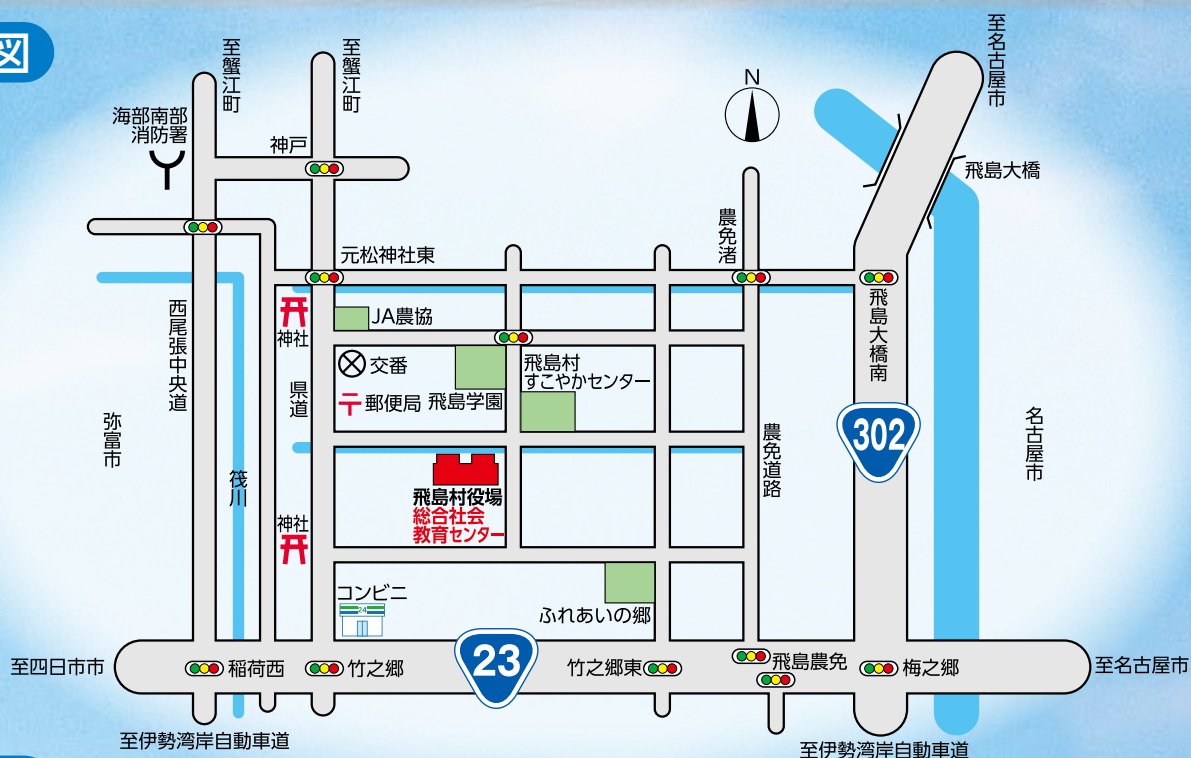 図
至蟹江町
至蟹江町
至名古屋市
N
海部南部
消防署
神戸
飛島大橋
農免渚
元松神社東
西尾張中央道
神社
JA農協
飛島大橋南
交番
飛島村
すこやかセンター
県道
郵便局
飛島学園
弥富市
302
名古屋市
農免道路
筏川
飛島村役場
総合社会
教育センター
神社
コンビニ
24
ふれあいの郷
至四日市市
稲荷西
竹之郷
23
竹之郷東
飛島農免
梅之郷
至名古屋市
至伊勢湾岸自動車道
至伊勢湾岸自動車道